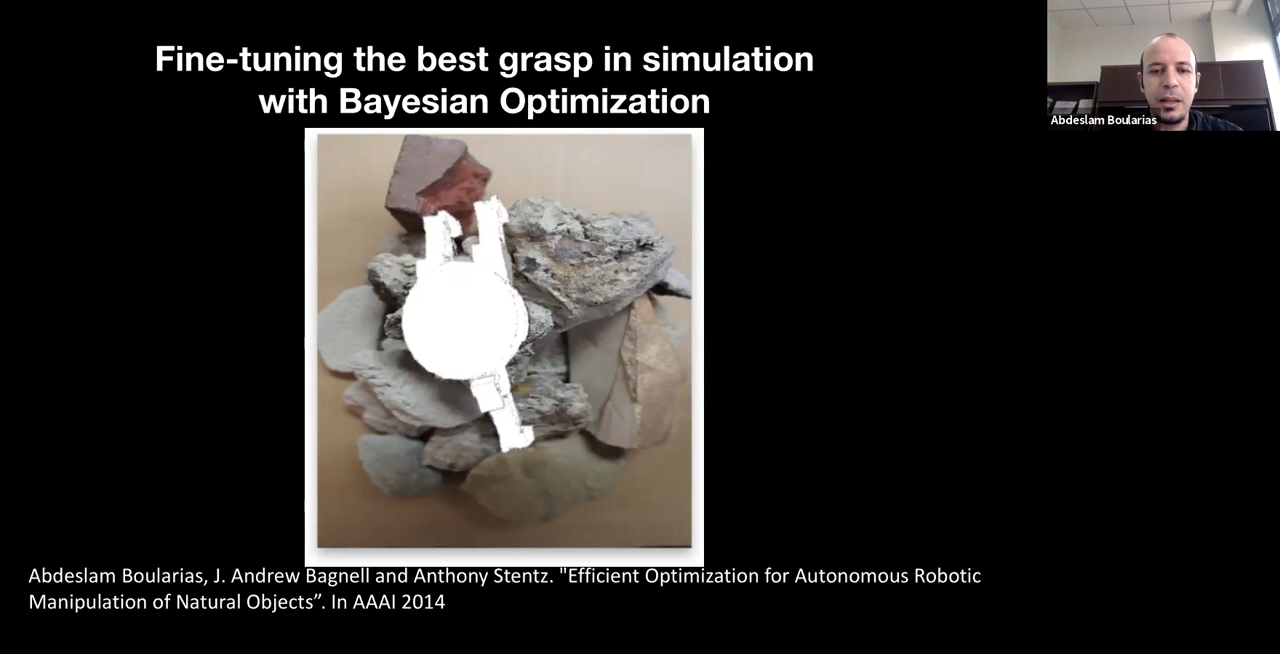 Fine-tuning the best grasp in simulation
with Bayesian Optimization
Abdeslam Boularias
Abdeslam Boularias, J. Andrew Bagnell and Anthony Stentz. "Efficient Optimization for Autonomous Robotic
Manipulation of Natural Objects”. In AAAI 2014